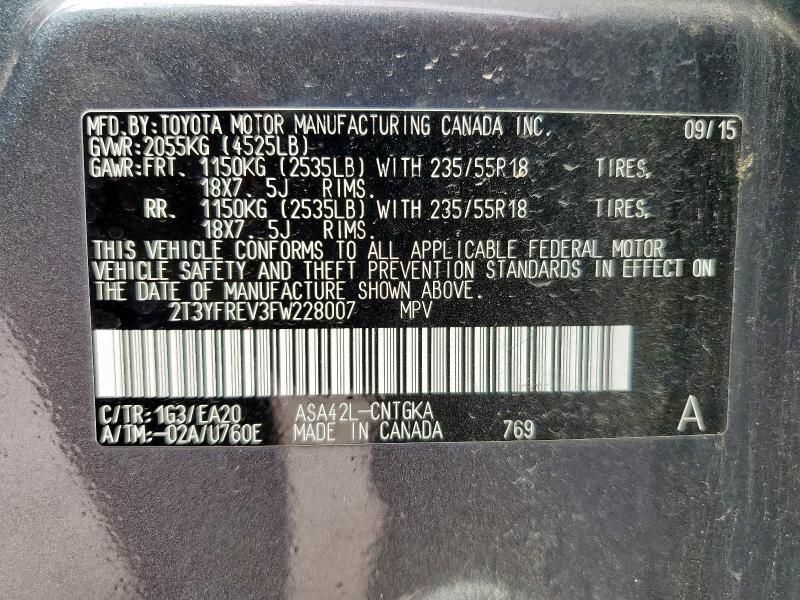 MFD.BY:TOYOTA MOTOR MANUFACTURING CANADA INC. 09/15
GVWR:2055KG (4525LB)
GAWR:FRT. 1150KG (2535LB) WITH 235/55R18 TIRES,
18X7. 5J RIMS.
RR. 1150KG (2535LB) WITH 235/55R18 TIRES,
18X7. 5J RIMS.
THIS VEHICLE CONFORMS TO ALL APPLICABLE FEDERAL MOTOR
VEHICLE SAFETY AND THEFT PREVENTION STANDARDS IN EFFECT ON
THE DATE OF MANUFACTURE SHOWN ABOVE.
2T3YFREV3FW228007 MPV
C/TR:1G3/EA20 ASA42L-CNTGKA
A/TM:-02A/U760E MADE IN CANADA 769 A